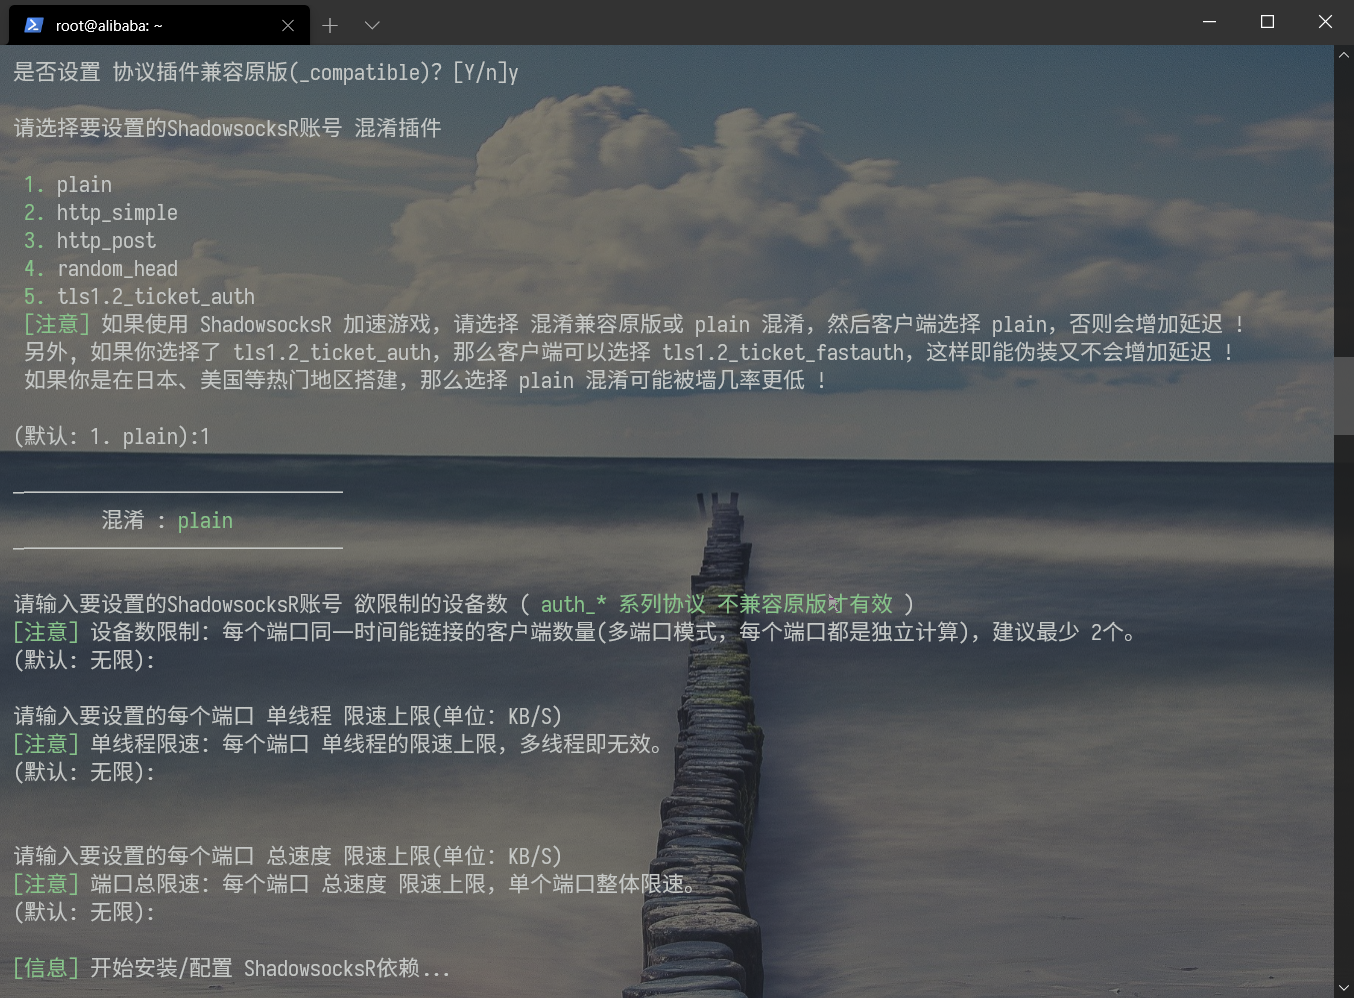 root@alibaba: ~
是否设置 协议插件兼容原版(_compatible)? [Y/n]y
请选择要设置的ShadowsocksR账号 混淆插件
1. plain
2. http_simple
3. http_post
4. random_head
5. tls1.2_ticket_auth
[注意] 如果使用 ShadowsocksR 加速游戏，请选择 混淆兼容原版或 plain 混淆，然后客户端选择 plain，否则会增加延迟 !
另外, 如果你选择了 tls1.2_ticket_auth，那么客户端可以选择 tls1.2_ticket_fastauth，这样即能伪装又不会增加延迟 !
如果你是在日本、美国等热门地区搭建，那么选择 plain 混淆可能被墙几率更低 !
(默认: 1. plain):1
混淆 : plain
请输入要设置的ShadowsocksR账号 欲限制的设备数 ( auth_* 系列协议 不兼容原版才有效 )
[注意] 设备数限制：每个端口同一时间能链接的客户端数量(多端口模式，每个端口都是独立计算)，建议最少 2个。
(默认: 无限):
请输入要设置的每个端口 单线程 限速上限(单位：KB/S)
[注意] 单线程限速：每个端口 单线程的限速上限，多线程即无效。
(默认: 无限):
请输入要设置的每个端口 总速度 限速上限(单位：KB/S)
[注意] 端口总限速：每个端口 总速度 限速上限，单个端口整体限速。
(默认: 无限):
[信息] 开始安装/配置 ShadowsocksR依赖...